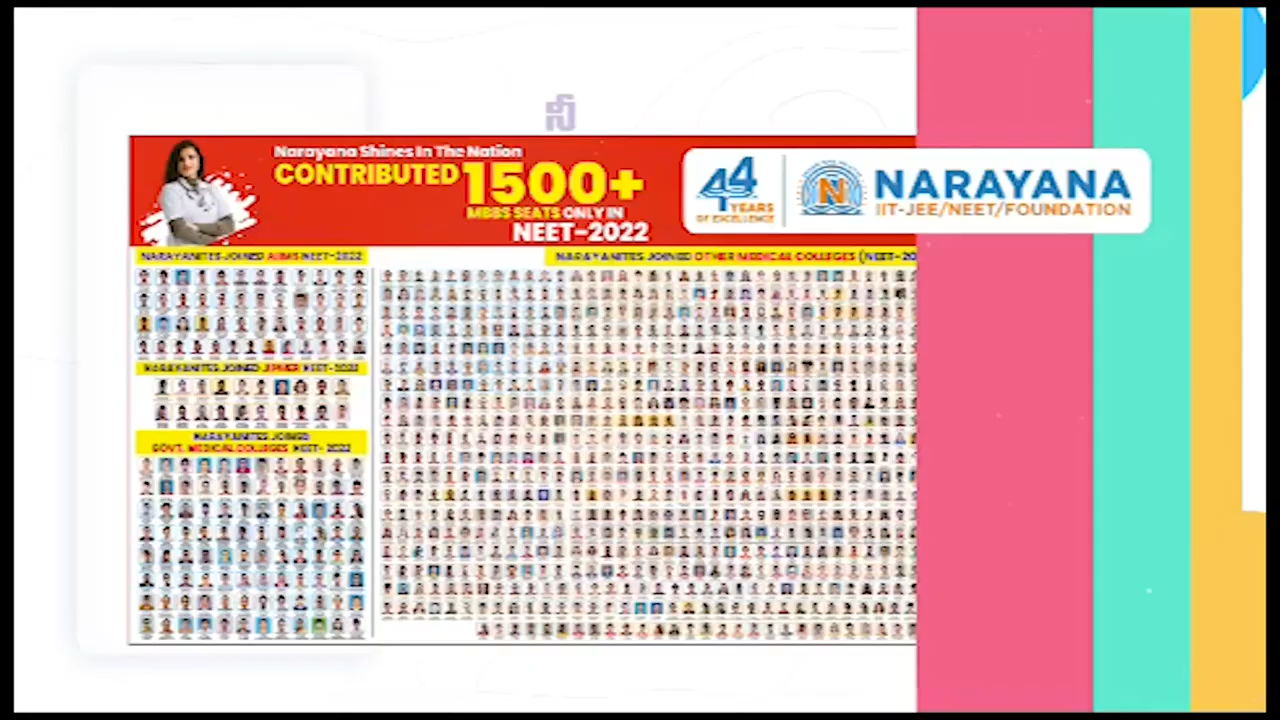 నీ
Narayana Shines In The Nation
CONTRIBUTED 1500+
MBBS SEATS ONLY IN
NEET-2022
44
YEARS
OF EXCELLENCE
N
NARAYANA
IIT-JEE/NEET/FOUNDATION
NARAYANITES JOINED AIIMS NEET-2022
NARAYANITES JOINED JIPMER NEET-2022
NARAYANITES JOINED
GOVT. MEDICAL COLLEGES NEET- 2022
NARAYANITES JOINED OTHER MEDICAL COLLEGES (NEET-20